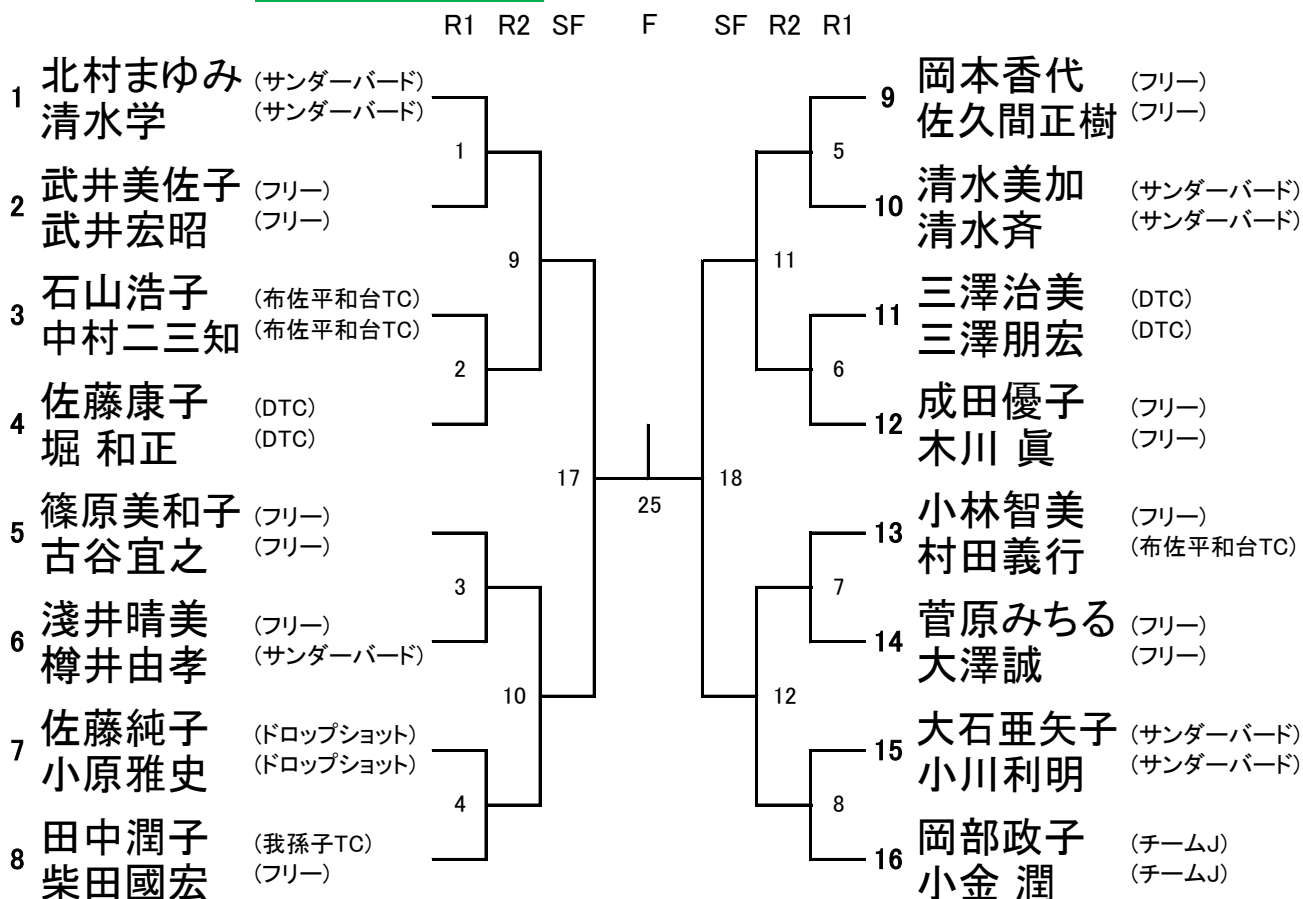 R1 R2 SF F SF R2 R1
1 北村まゆみ (サンダーバード)
清水学 (サンダーバード)
1
2 武井美佐子 (フリー)
武井宏昭 (フリー)
9
3 石山浩子 (布佐平和台TC)
中村二三知 (布佐平和台TC)
2
4 佐藤康子 (DTC)
堀 和正 (DTC)
17
5 篠原美和子 (フリー)
古谷宜之 (フリー)
3
6 淺井晴美 (フリー)
樽井由孝 (サンダーバード)
10
7 佐藤純子 (ドロップショット)
小原雅史 (ドロップショット)
4
8 田中潤子 (我孫子TC)
柴田國宏 (フリー)
25
9 岡本香代 (フリー)
佐久間正樹 (フリー)
5
10 清水美加 (サンダーバード)
清水斉 (サンダーバード)
11
11 三澤治美 (DTC)
三澤朋宏 (DTC)
6
12 成田優子 (フリー)
木川 眞 (フリー)
18
13 小林智美 (フリー)
村田義行 (布佐平和台TC)
7
14 菅原みちる (フリー)
大澤誠 (フリー)
12
15 大石亜矢子 (サンダーバード)
小川利明 (サンダーバード)
8
16 岡部政子 (チームJ)
小金 潤 (チームJ)